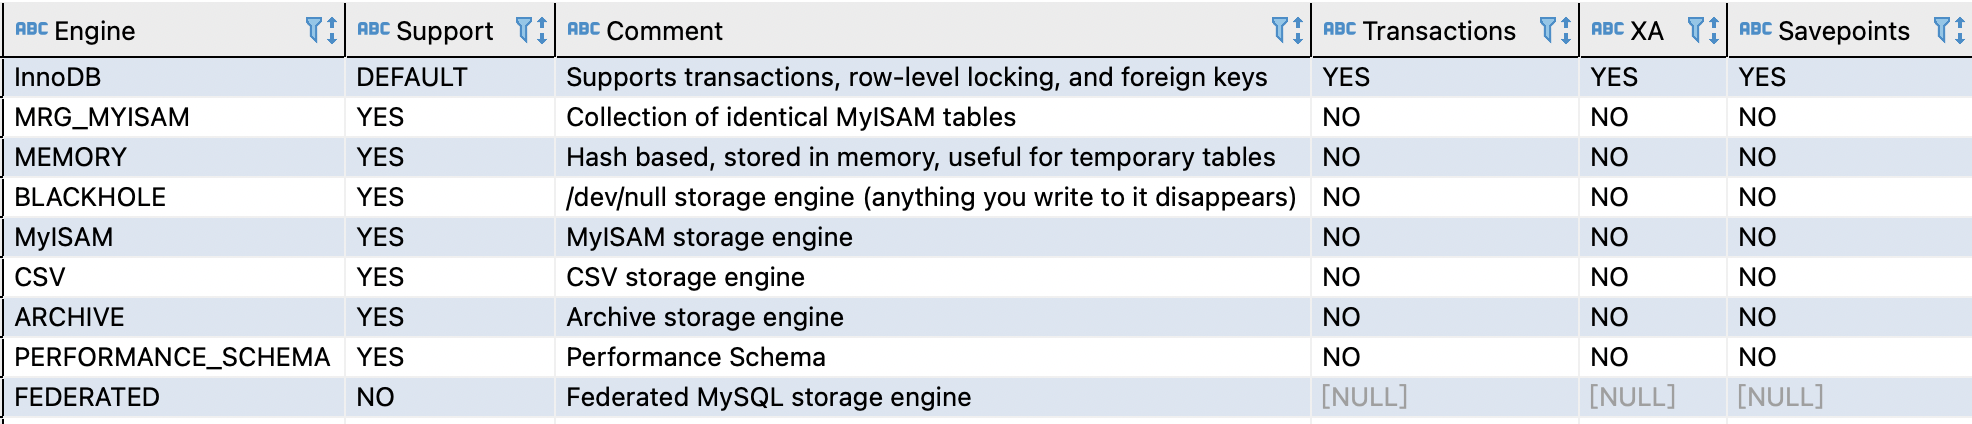 ABC Engine ABC Support ABC Comment ABC Transactions ABC XA ABC Savepoints
InnoDB DEFAULT Supports transactions, row-level locking, and foreign keys YES YES YES
MRG_MYISAM YES Collection of identical MyISAM tables NO NO NO
MEMORY YES Hash based, stored in memory, useful for temporary tables NO NO NO
BLACKHOLE YES /dev/null storage engine (anything you write to it disappears) NO NO NO
MyISAM YES MyISAM storage engine NO NO NO
CSV YES CSV storage engine NO NO NO
ARCHIVE YES Archive storage engine NO NO NO
PERFORMANCE_SCHEMA YES Performance Schema NO NO NO
FEDERATED NO Federated MySQL storage engine [NULL] [NULL] [NULL]